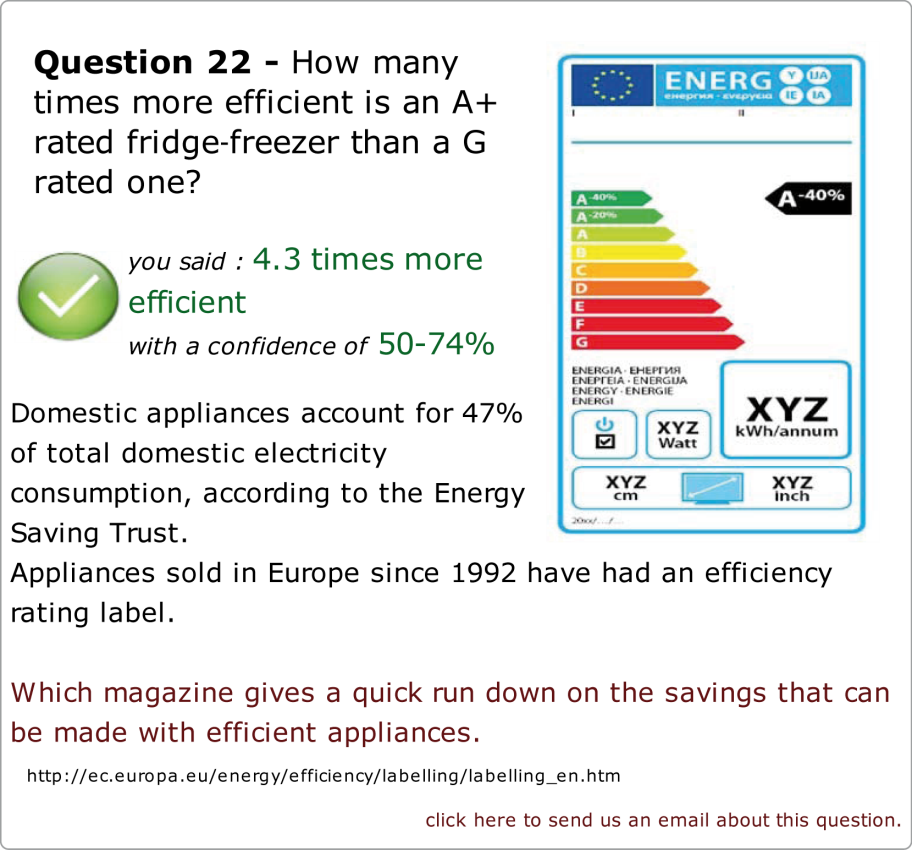 Question 22 - How many
times more efficient is an A+
rated fridge-freezer than a G
rated one?
you said : 4.3 times more
efficient
with a confidence of 50-74%
Domestic appliances account for 47%
of total domestic electricity
consumption, according to the Energy
Saving Trust.
Appliances sold in Europe since 1992 have had an efficiency
rating label.
Which magazine gives a quick run down on the savings that can
be made with efficient appliances.
http://ec.europa.eu/energy/efficiency/labelling/labelling_en.htm
click here to send us an email about this question.
ENERG Y IJA
енергия · ενεργεια IE IA
I II
A-40% A-40%
A-20%
A
B
C
D
E
F
G
ENERGIA · ЕНЕРГИЯ
ΕΝΕΡΓΕΙΑ · ENERGIJA
ENERGY · ENERGIE
ENERGI
XYZ
Watt
XYZ
kWh/annum
XYZ
cm
XYZ
inch
20xx/.../...